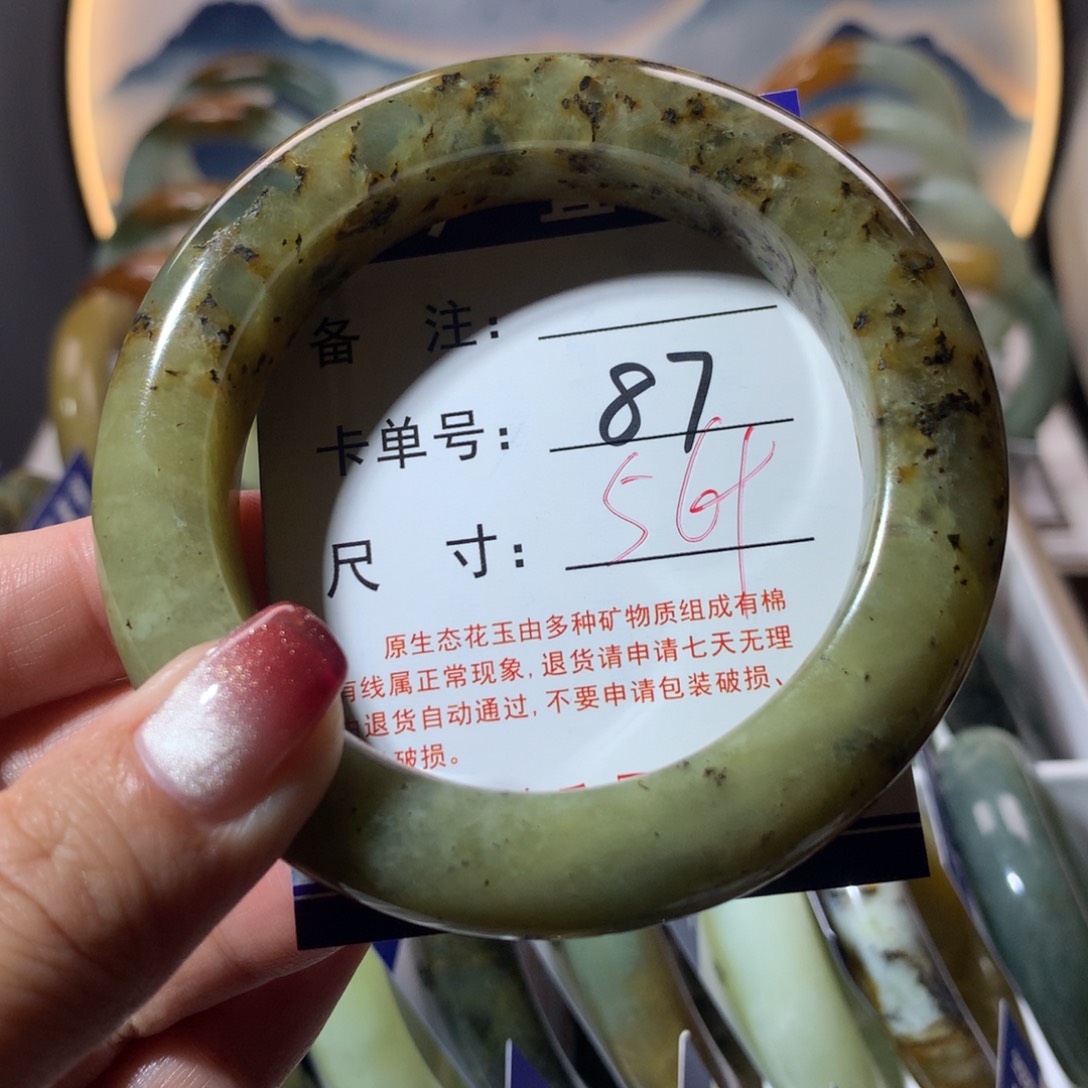 备 注:
卡单号: 87
尺 寸: 56
原生态花玉由多种矿物质组成有棉
有线属正常现象, 退货请申请七天无理
由退货自动通过, 不要申请包装破损、
破损。